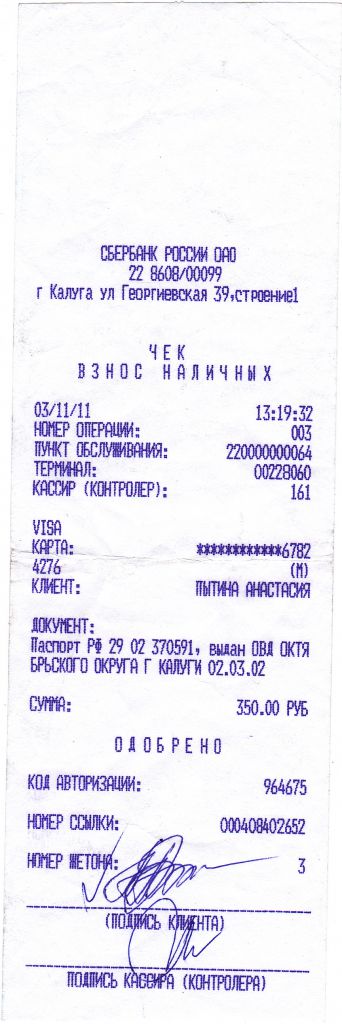 СБЕРБАНК РОССИИ ОАО
22 8608/00099
г Калуга ул Георгиевская 39,строение1
ЧЕК
ВЗНОС НАЛИЧНЫХ
03/11/11 13:19:32
НОМЕР ОПЕРАЦИИ: 003
ПУНКТ ОБСЛУЖИВАНИЯ: 220000000064
ТЕРМИНАЛ: 00228060
КАССИР (КОНТРОЛЕР): 161
VISA
КАРТА: ************6782
4276 (М)
КЛИЕНТ: ПЫТИНА АНАСТАСИЯ
ДОКУМЕНТ:
Паспорт РФ 29 02 370591, выдан ОВД ОКТЯ
БРЬСКОГО ОКРУГА Г КАЛУГИ 02.03.02
СУММА: 350.00 РУБ
ОДОБРЕНО
КОД АВТОРИЗАЦИИ: 964675
НОМЕР ССЫЛКИ: 000408402652
НОМЕР ЖЕТОНА: 3
(ПОДПИСЬ КЛИЕНТА)
ПОДПИСЬ КАССИРА (КОНТРОЛЕРА)